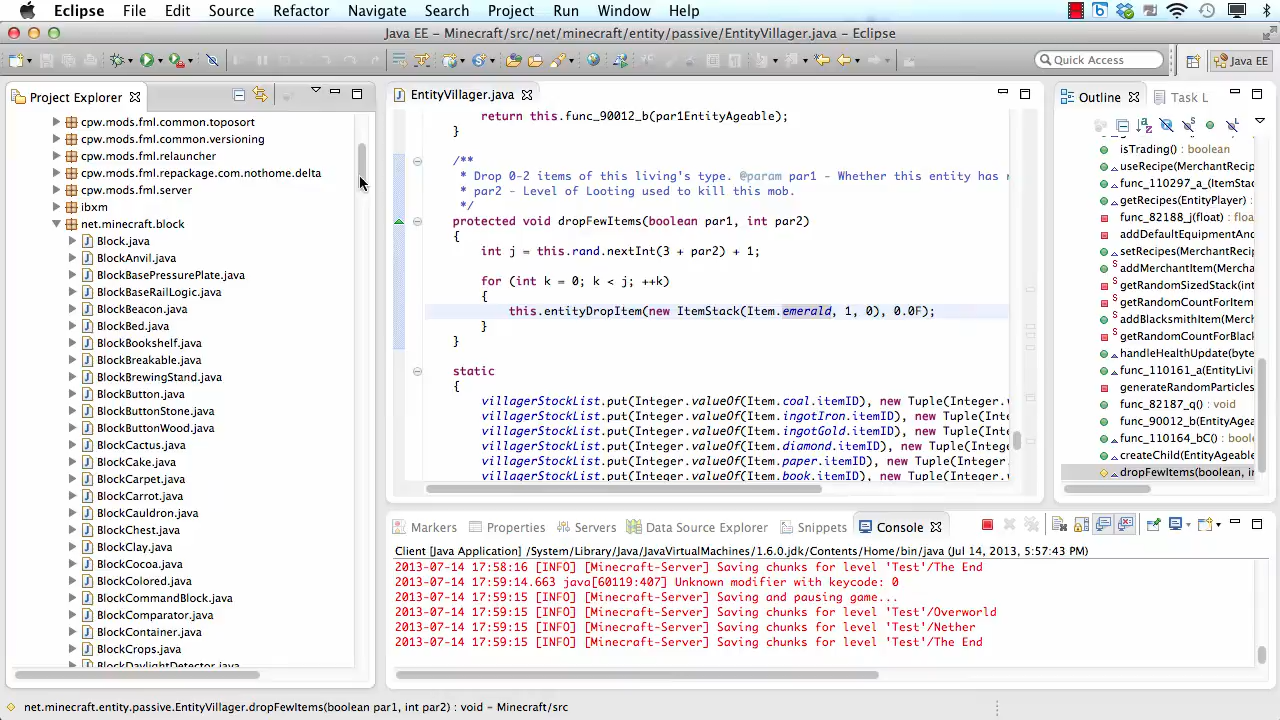 Eclipse File Edit Source Refactor Navigate Search Project Run Window Help
Java EE - Minecraft/src/net/minecraft/entity/passive/EntityVillager.java - Eclipse
Quick Access
Java EE
Project Explorer
cpw.mods.fml.common.toposort
cpw.mods.fml.common.versioning
cpw.mods.fml.relauncher
cpw.mods.fml.repackage.com.nothome.delta
cpw.mods.fml.server
ibxm
net.minecraft.block
Block.java
BlockAnvil.java
BlockBasePressurePlate.java
BlockBaseRailLogic.java
BlockBeacon.java
BlockBed.java
BlockBookshelf.java
BlockBreakable.java
BlockBrewingStand.java
BlockButton.java
BlockButtonStone.java
BlockButtonWood.java
BlockCactus.java
BlockCake.java
BlockCarpet.java
BlockCarrot.java
BlockCauldron.java
BlockChest.java
BlockClay.java
BlockCocoa.java
BlockColored.java
BlockCommandBlock.java
BlockComparator.java
BlockContainer.java
BlockCrops.java
BlockDaylightDetector.java
EntityVillager.java
return this.func_90012_b(par1EntityAgeable);
}
/**
* Drop 0-2 items of this living's type. @param par1 - Whether this entity has r
* par2 - Level of Looting used to kill this mob.
*/
protected void dropFewItems(boolean par1, int par2)
{
int j = this.rand.nextInt(3 + par2) + 1;
for (int k = 0; k < j; ++k)
{
this.entityDropItem(new ItemStack(Item.emerald, 1, 0), 0.0F);
}
}
static
{
villagerStockList.put(Integer.valueOf(Item.coal.itemID), new Tuple(Integer.v
villagerStockList.put(Integer.valueOf(Item.ingotIron.itemID), new Tuple(Inte
villagerStockList.put(Integer.valueOf(Item.ingotGold.itemID), new Tuple(Inte
villagerStockList.put(Integer.valueOf(Item.diamond.itemID), new Tuple(Intege
villagerStockList.put(Integer.valueOf(Item.paper.itemID), new Tuple(Integer.
villagerStockList.put(Integer.valueOf(Item.book.itemID), new Tuple(Integer.v
Outline Task L
isTrading() : boolean
useRecipe(MerchantRe
func_110297_a_(ItemStac
getRecipes(EntityPlayer)
func_82188_j(float) : floa
addDefaultEquipmentAnd
setRecipes(MerchantReci
addMerchantItem(Mercha
getRandomSizedStack(int
getRandomCountForItem
addBlacksmithItem(Merch
getRandomCountForBlack
handleHealthUpdate(byte
func_110161_a(EntityLivi
generateRandomParticles
func_82187_q() : void
func_90012_b(EntityAgea
func_110164_bC() : boole
createChild(EntityAgeable
dropFewItems(boolean, in
Markers Properties Servers Data Source Explorer Snippets Console
Client [Java Application] /System/Library/Java/JavaVirtualMachines/1.6.0.jdk/Contents/Home/bin/java (Jul 14, 2013, 5:57:43 PM)
2013-07-14 17:58:16 [INFO] [Minecraft-Server] Saving chunks for level 'Test'/The End
2013-07-14 17:59:14.663 java[60119:407] Unknown modifier with keycode: 0
2013-07-14 17:59:15 [INFO] [Minecraft-Server] Saving and pausing game...
2013-07-14 17:59:15 [INFO] [Minecraft-Server] Saving chunks for level 'Test'/Overworld
2013-07-14 17:59:15 [INFO] [Minecraft-Server] Saving chunks for level 'Test'/Nether
2013-07-14 17:59:15 [INFO] [Minecraft-Server] Saving chunks for level 'Test'/The End
net.minecraft.entity.passive.EntityVillager.dropFewItems(boolean par1, int par2) : void - Minecraft/src